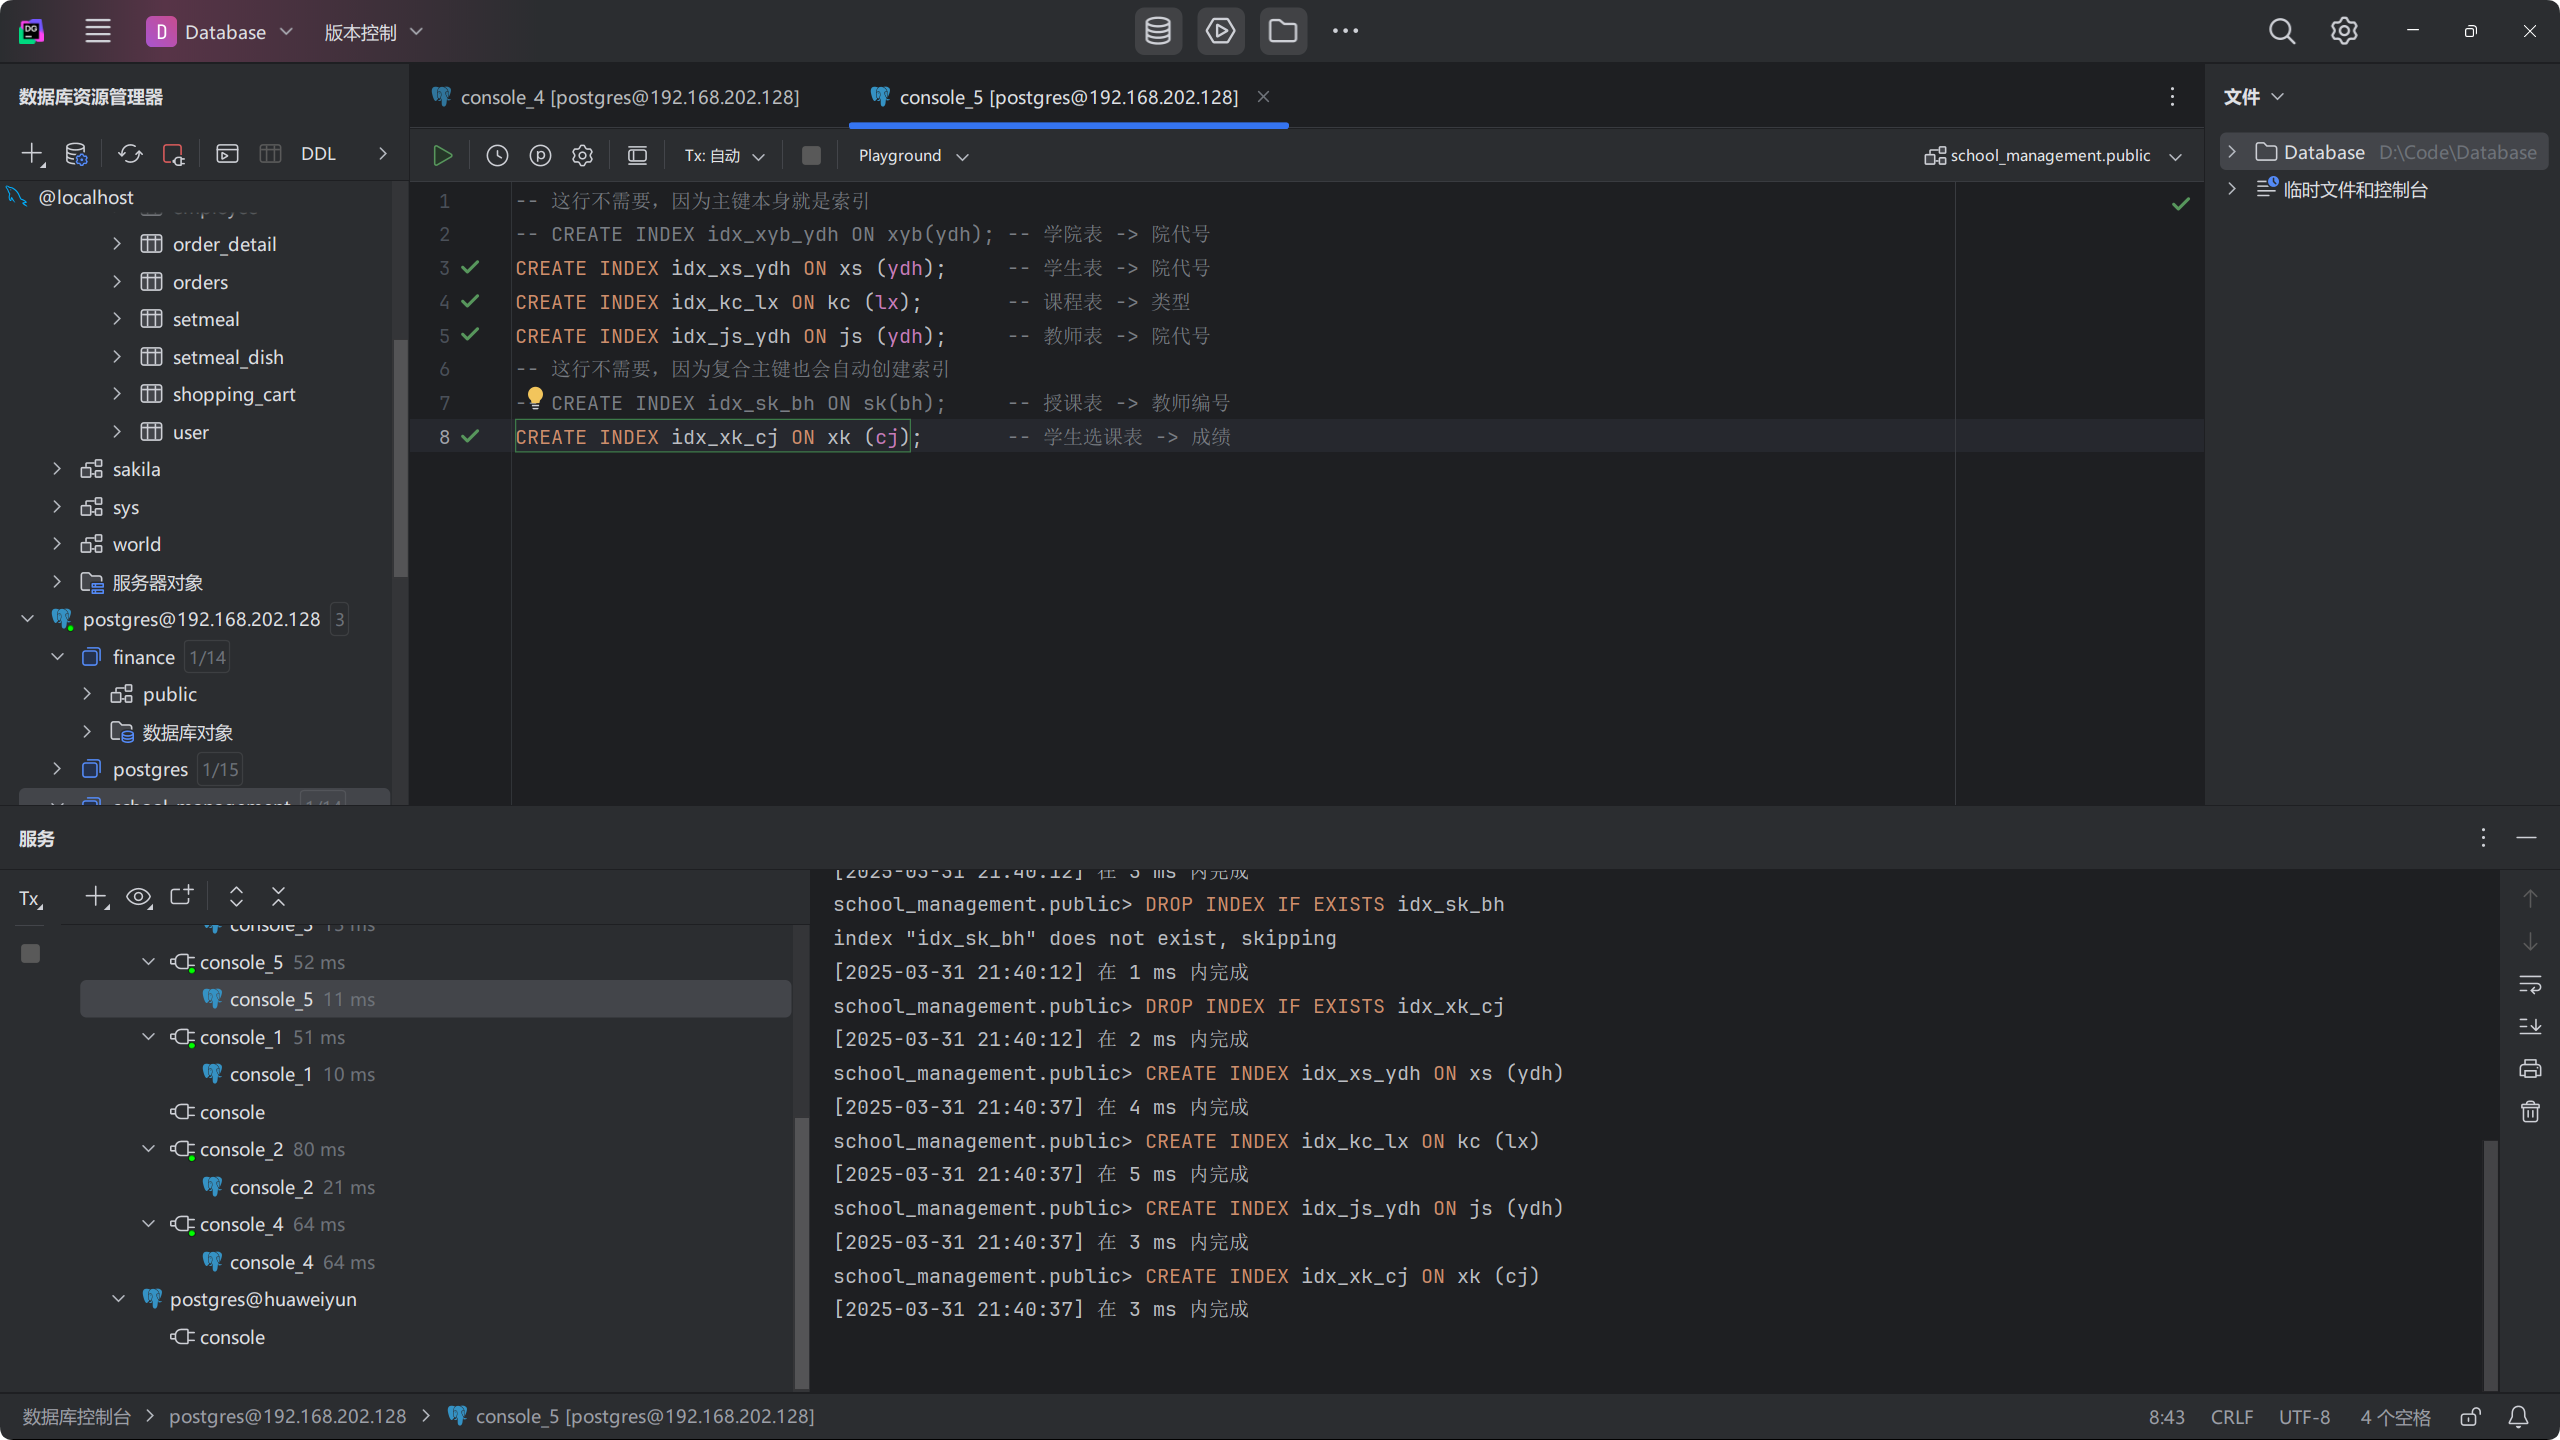 D Database 版本控制
数据库资源管理器
DDL
@localhost
order_detail
orders
setmeal
setmeal_dish
shopping_cart
user
sakila
sys
world
服务器对象
postgres@192.168.202.128 3
finance 1/14
public
数据库对象
postgres 1/15
school_management 1/14
console_4 [postgres@192.168.202.128]
console_5 [postgres@192.168.202.128]
Tx: 自动
Playground
school_management.public
1 -- 这行不需要，因为主键本身就是索引
2 -- CREATE INDEX idx_xyb_ydh ON xyb(ydh); -- 学院表 -> 院代号
3 CREATE INDEX idx_xs_ydh ON xs (ydh); -- 学生表 -> 院代号
4 CREATE INDEX idx_kc_lx ON kc (lx); -- 课程表 -> 类型
5 CREATE INDEX idx_js_ydh ON js (ydh); -- 教师表 -> 院代号
6 -- 这行不需要，因为复合主键也会自动创建索引
7 - CREATE INDEX idx_sk_bh ON sk(bh); -- 授课表 -> 教师编号
8 CREATE INDEX idx_xk_cj ON xk (cj); -- 学生选课表 -> 成绩
文件
Database D:\Code\Database
临时文件和控制台
服务
Tx
console_5 52 ms
console_5 11 ms
console_1 51 ms
console_1 10 ms
console
console_2 80 ms
console_2 21 ms
console_4 64 ms
console_4 64 ms
postgres@huaweiyun
console
[2025-03-31 21:40:12] 在 3 ms 内完成
school_management.public> DROP INDEX IF EXISTS idx_sk_bh
index "idx_sk_bh" does not exist, skipping
[2025-03-31 21:40:12] 在 1 ms 内完成
school_management.public> DROP INDEX IF EXISTS idx_xk_cj
[2025-03-31 21:40:12] 在 2 ms 内完成
school_management.public> CREATE INDEX idx_xs_ydh ON xs (ydh)
[2025-03-31 21:40:37] 在 4 ms 内完成
school_management.public> CREATE INDEX idx_kc_lx ON kc (lx)
[2025-03-31 21:40:37] 在 5 ms 内完成
school_management.public> CREATE INDEX idx_js_ydh ON js (ydh)
[2025-03-31 21:40:37] 在 3 ms 内完成
school_management.public> CREATE INDEX idx_xk_cj ON xk (cj)
[2025-03-31 21:40:37] 在 3 ms 内完成
数据库控制台 > postgres@192.168.202.128 > console_5 [postgres@192.168.202.128]
8:43 CRLF UTF-8 4 个空格